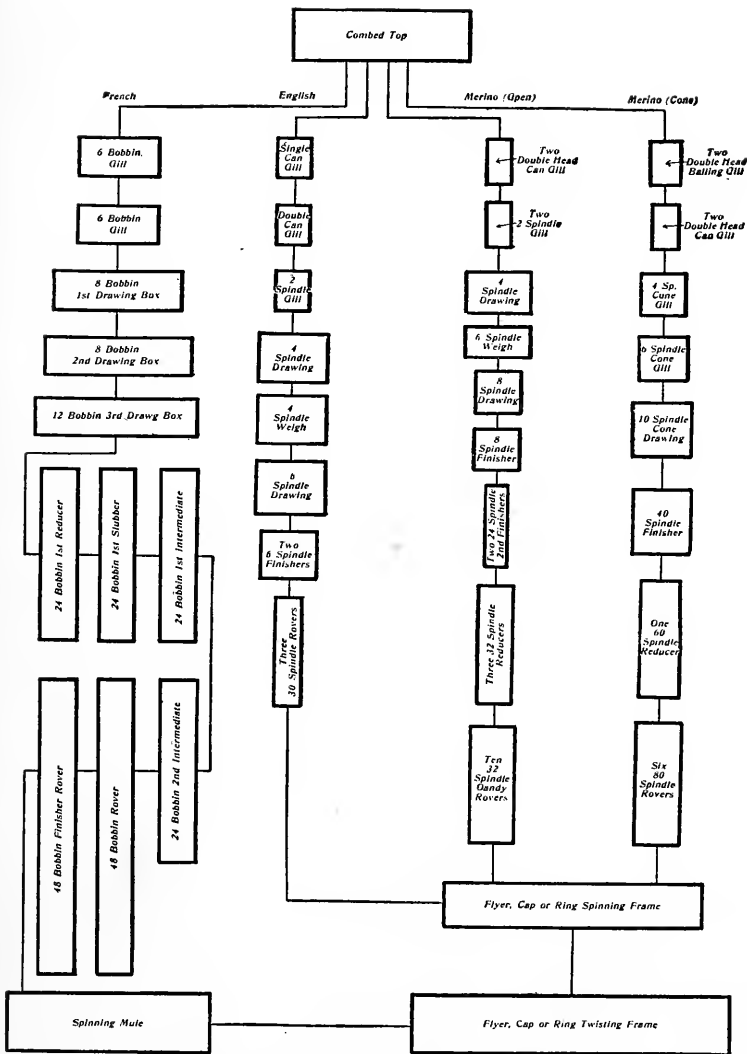 Combed Top
French
English
Merino (Open)
Merino (Cone)
6 Bobbin.
Gill
6 Bobbin
Gill
8 Bobbin
1st Drawing Box
8 Bobbin
2nd Drawing Box
12 Bobbin 3rd Drawg Box
24 Bobbin 1st Reducer
24 Bobbin 1st Slubber
24 Bobbin 1st Intermediate
48 Bobbin Finisher Rover
48 Bobbin Rover
24 Bobbin 2nd Intermediate
Single
Can
Gill
Double
Can
Gill
2
Spindle
Gill
4
Spindle
Drawing
4
Spindle
Weigh
6
Spindle
Drawing
Two
6 Spindle
Finishers
Three
30 Spindle Rovers
Two
Double Head
Can Gill
Two
2 Spindle
Gill
4
Spindle
Drawing
6 Spindle
Weigh
8
Spindle
Drawing
8
Spindle
Finisher
Two 24 Spindle
2nd Finishers
Three 32 Spindle
Reducers
Ten
32
Spindle
Dandy
Rovers
Two
Double Head
Balling Gill
Two
Double Head
Can Gill
4 Sp.
Cone
Gill
6 Spindle
Cone
Gill
10 Spindle
Cone
Drawing
40
Spindle
Finisher
One
60
Spindle
Reducer
Six
80
Spindle
Rovers
Flyer, Cap or Ring Spinning Frame
Spinning Mule
Flyer, Cap or Ring Twisting Frame